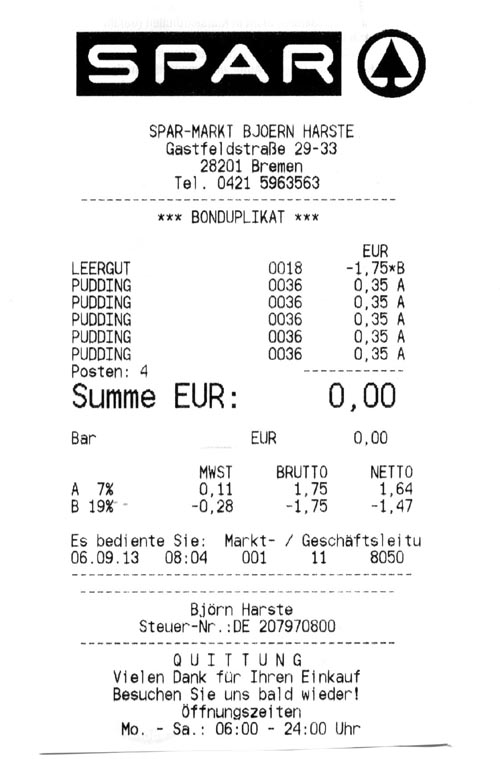 SPAR
SPAR-MARKT BJOERN HARSTE
Gastfeldstraße 29-33
28201 Bremen
Tel. 0421 5963563
*** BONDUPLIKAT ***
EUR
LEERGUT 0018 -1,75*B
PUDDING 0036 0,35 A
PUDDING 0036 0,35 A
PUDDING 0036 0,35 A
PUDDING 0036 0,35 A
PUDDING 0036 0,35 A
Posten: 4
Summe EUR: 0,00
Bar EUR 0,00
MWST BRUTTO NETTO
A 7% 0,11 1,75 1,64
B 19% -0,28 -1,75 -1,47
Es bediente Sie: Markt- / Geschäftsleitu
06.09.13 08:04 001 11 8050
Björn Harste
Steuer-Nr.:DE 207970800
Q U I T T U N G
Vielen Dank für Ihren Einkauf
Besuchen Sie uns bald wieder!
Öffnungszeiten
Mo. - Sa.: 06:00 - 24:00 Uhr